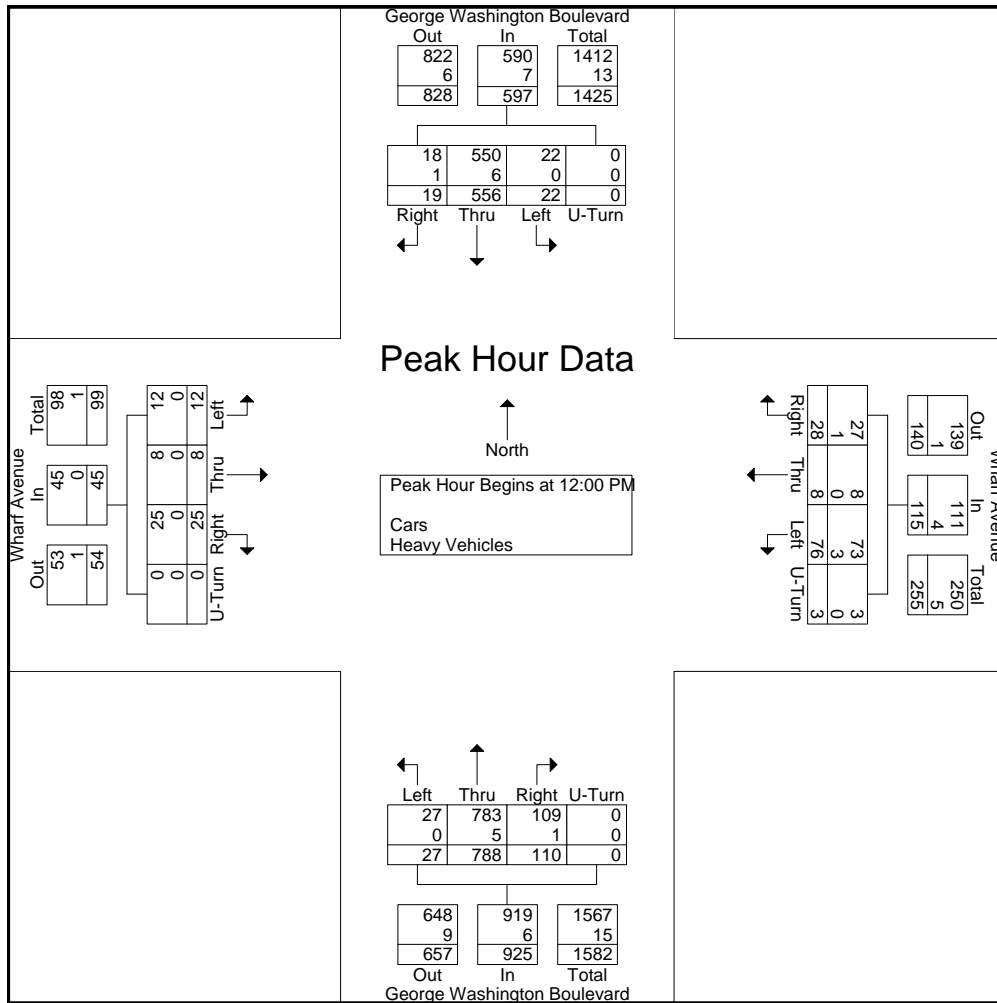 George Washington Boulevard
Out In Total
822 590 1412
6 7 13
828 597 1425
18 550 22 0
1 6 0 0
19 556 22 0
Right Thru Left U-Turn
Peak Hour Data
North
Peak Hour Begins at 12:00 PM
Cars
Heavy Vehicles
Wharf Avenue
Out In Total
53 45 98
1 0 1
54 45 99
U-Turn Right Thru Left
0 25 8 12
0 0 0 0
0 25 8 12
Wharf Avenue
Out In Total
139 111 250
1 4 5
140 115 255
27 8 73 3
1 0 3 0
28 8 76 3
Right Thru Left U-Turn
Left Thru Right U-Turn
27 783 109 0
0 5 1 0
27 788 110 0
648 919 1567
9 6 15
657 925 1582
Out In Total
George Washington Boulevard